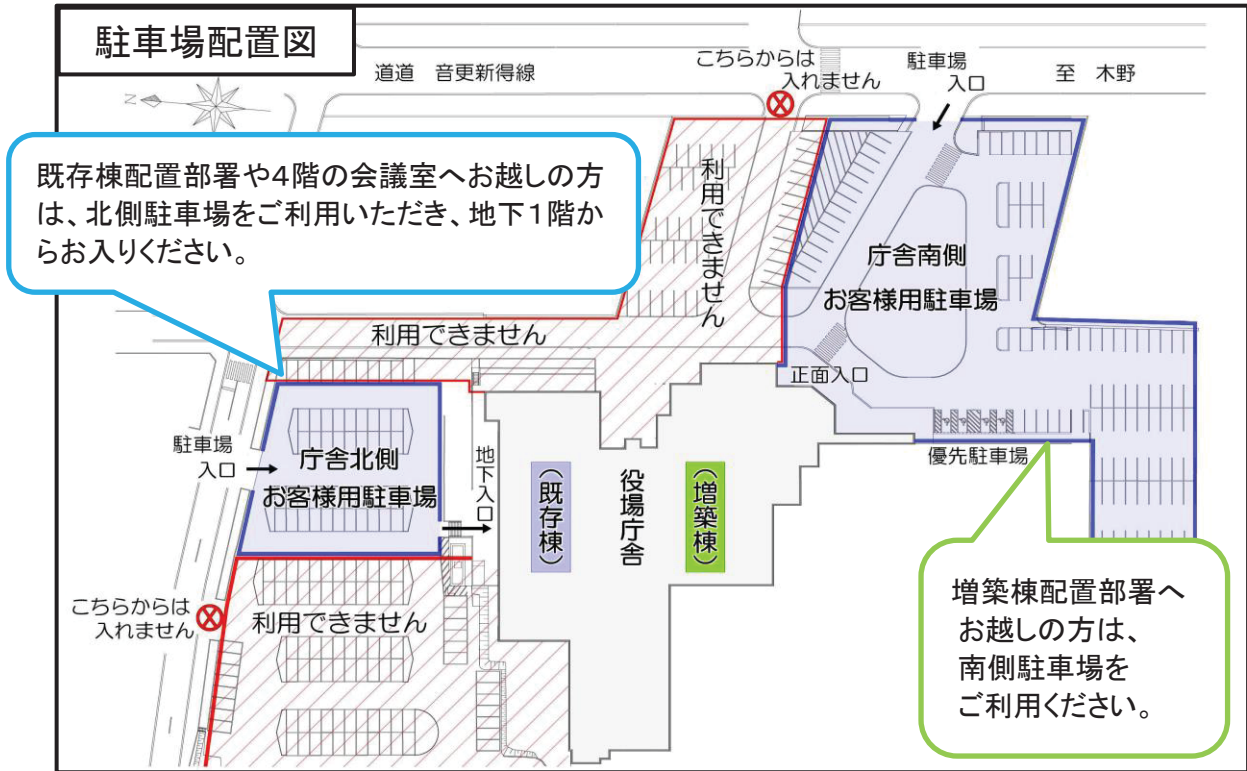 駐車場配置図
道道 音更新得線
こちらからは
入れません
駐車場
入口
至 木野
N
既存棟配置部署や4階の会議室へお越しの方
は、北側駐車場をご利用いただき、地下1階か
らお入りください。
利用できません
庁舎南側
お客様用駐車場
利用できません
正面入口
駐車場
入口
庁舎北側
お客様用駐車場
地下入口
(既存棟)
役場庁舎
(増築棟)
優先駐車場
こちらからは
入れません
利用できません
増築棟配置部署へ
お越しの方は、
南側駐車場を
ご利用ください。